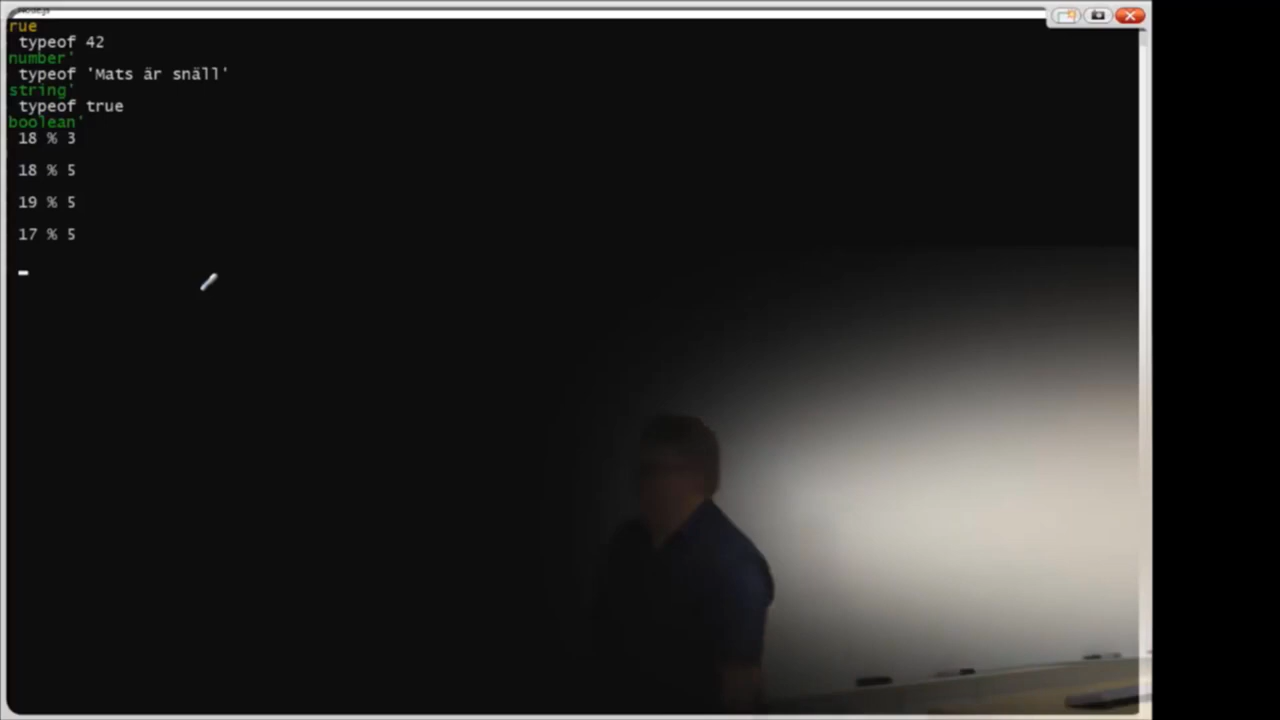 rue
typeof 42
number'
typeof 'Mats är snäll'
string'
typeof true
boolean'
18 % 3
18 % 5
19 % 5
17 % 5